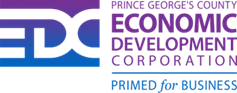 EDC
PRINCE GEORGE'S COUNTY
ECONOMIC
DEVELOPMENT
CORPORATION
PRIMED for BUSINESS